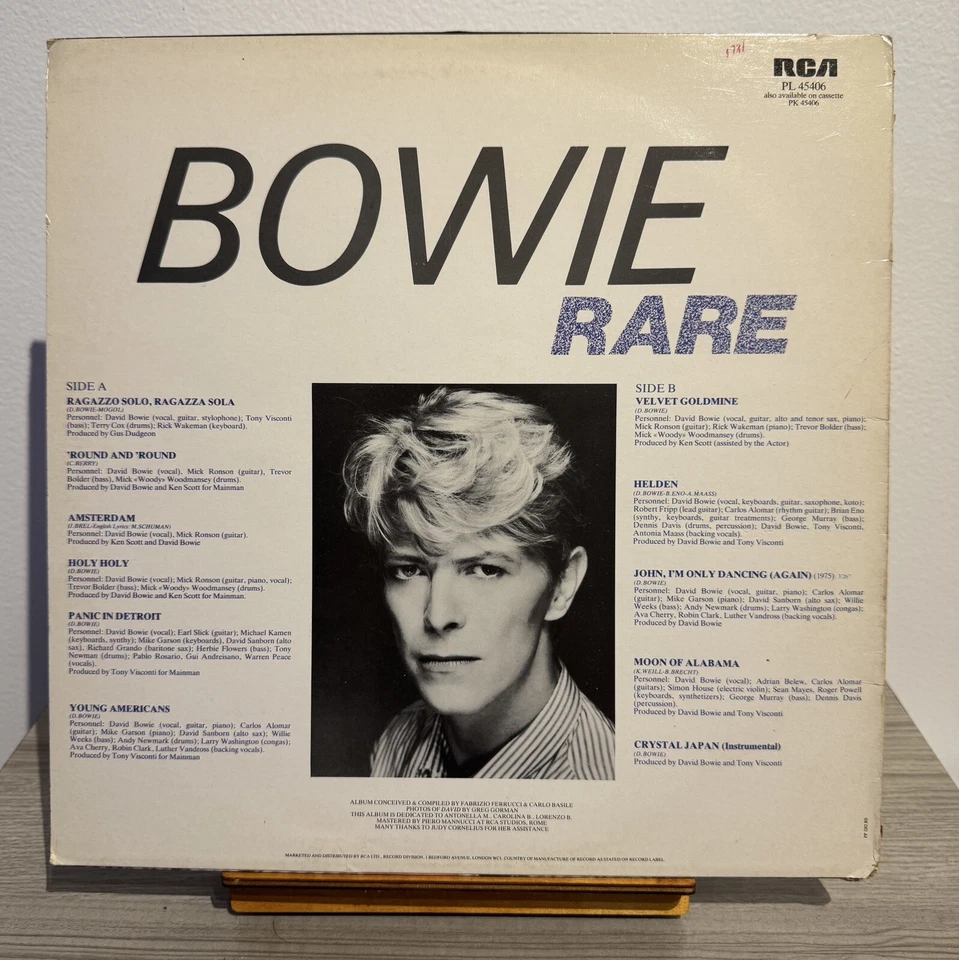 1731
RCA
PL 45406
also available on cassette
PK 45406
BOWIE
RARE
SIDE A
RAGAZZO SOLO, RAGAZZA SOLA
(D.BOWIE-MOGOL)
Personnel: David Bowie (vocal, guitar, stylophone); Tony Visconti
(bass); Terry Cox (drums); Rick Wakeman (keyboard).
Produced by Gus Dudgeon
'ROUND AND 'ROUND
(C.BERRY)
Personnel: David Bowie (vocal), Mick Ronson (guitar), Trevor
Bolder (bass), Mick «Woody» Woodmansey (drums).
Produced by David Bowie and Ken Scott for Mainman
AMSTERDAM
(J.BREL-English Lyrics: M.SCHUMAN)
Personnel: David Bowie (vocal), Mick Ronson (guitar).
Produced by Ken Scott and David Bowie
HOLY HOLY
(D.BOWIE)
Personnel: David Bowie (vocal); Mick Ronson (guitar, piano, vocal);
Trevor Bolder (bass); Mick «Woody» Woodmansey (drums).
Produced by David Bowie and Ken Scott for Mainman.
PANIC IN DETROIT
(D.BOWIE)
Personnel: David Bowie (vocal); Earl Slick (guitar); Michael Kamen
(keyboards, synthy); Mike Garson (keyboards), David Sanborn (alto
sax), Richard Grando (baritone sax); Herbie Flowers (bass); Tony
Newman (drums); Pablo Rosario, Gui Andreisano, Warren Peace
(vocals).
Produced by Tony Visconti for Mainman
YOUNG AMERICANS
(D.BOWIE)
Personnel: David Bowie (vocal, guitar, piano); Carlos Alomar
(guitar); Mike Garson (piano); David Sanborn (alto sax); Willie
Weeks (bass); Andy Newmark (drums); Larry Washington (congas);
Ava Cherry, Robin Clark, Luther Vandross (backing vocals).
Produced by Tony Visconti for Mainman
SIDE B
VELVET GOLDMINE
(D.BOWIE)
Personnel: David Bowie (vocal, guitar, alto and tenor sax, piano);
Mick Ronson (guitar); Rick Wakeman (piano); Trevor Bolder (bass);
Mick «Woody» Woodmansey (drums).
Produced by Ken Scott (assisted by the Actor)
HELDEN
(D.BOWIE-B.ENO-A.MAASS)
Personnel: David Bowie (vocal, keyboards, guitar, saxophone, koto);
Robert Fripp (lead guitar); Carlos Alomar (rhythm guitar); Brian Eno
(synthy, keyboards, guitar treatments); George Murray (bass);
Dennis Davis (drums, percussion); David Bowie, Tony Visconti,
Antonia Maass (backing vocals).
Produced by David Bowie and Tony Visconti
JOHN, I'M ONLY DANCING (AGAIN) (1975) 3'26"
(D.BOWIE)
Personnel: David Bowie (vocal, guitar, piano); Carlos Alomar
(guitar); Mike Garson (piano); David Sanborn (alto sax); Willie
Weeks (bass); Andy Newmark (drums); Larry Washington (congas);
Ava Cherry, Robin Clark, Luther Vandross (backing vocals).
Produced by David Bowie
MOON OF ALABAMA
(K.WEILL-B.BRECHT)
Personnel: David Bowie (vocal); Adrian Belew, Carlos Alomar
(guitars); Simon House (electric violin); Sean Mayes, Roger Powell
(keyboards, synthetizers); George Murray (bass); Dennis Davis
(percussion).
Produced by David Bowie and Tony Visconti
CRYSTAL JAPAN (Instrumental)
(D.BOWIE)
Produced by David Bowie and Tony Visconti
ALBUM CONCEIVED & COMPILED BY FABRIZIO FERRUCCI & CARLO BASILE
PHOTOS OF DAVID BY GREG GORMAN
THIS ALBUM IS DEDICATED TO ANTONELLA M., CAROLINA B., LORENZO B.
MASTERED BY PIERO MANNUCCI AT RCA STUDIOS, ROME
MANY THANKS TO JUDY CORNELIUS FOR HER ASSISTANCE
MARKETED AND DISTRIBUTED BY RCA LTD., RECORD DIVISION, 1 BEDFORD AVENUE, LONDON WC1. COUNTRY OF MANUFACTURE OF RECORD AS STATED ON RECORD LABEL.